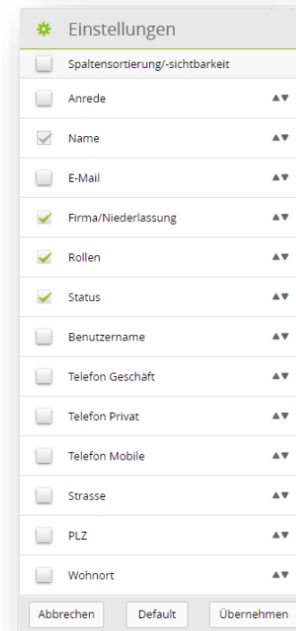 Einstellungen
Spaltensortierung/-sichtbarkeit
Anrede
Name
E-Mail
Firma/Niederlassung
Rollen
Status
Benutzername
Telefon Geschäft
Telefon Privat
Telefon Mobile
Strasse
PLZ
Wohnort
Abbrechen Default Übernehmen